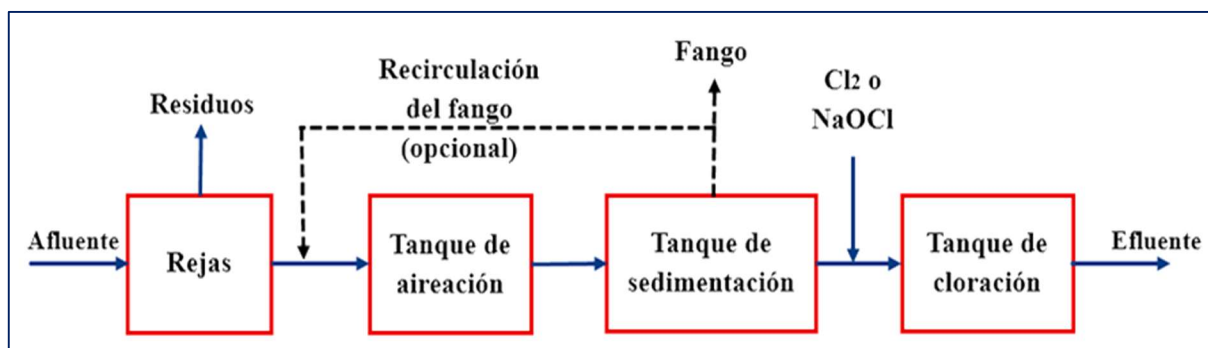 Recirculación
del fango
(opcional)
Fango
Cl₂ o
NaOCl
Residuos
Afluente
Rejas
Tanque de
aireación
Tanque de
sedimentación
Tanque de
cloración
Efluente